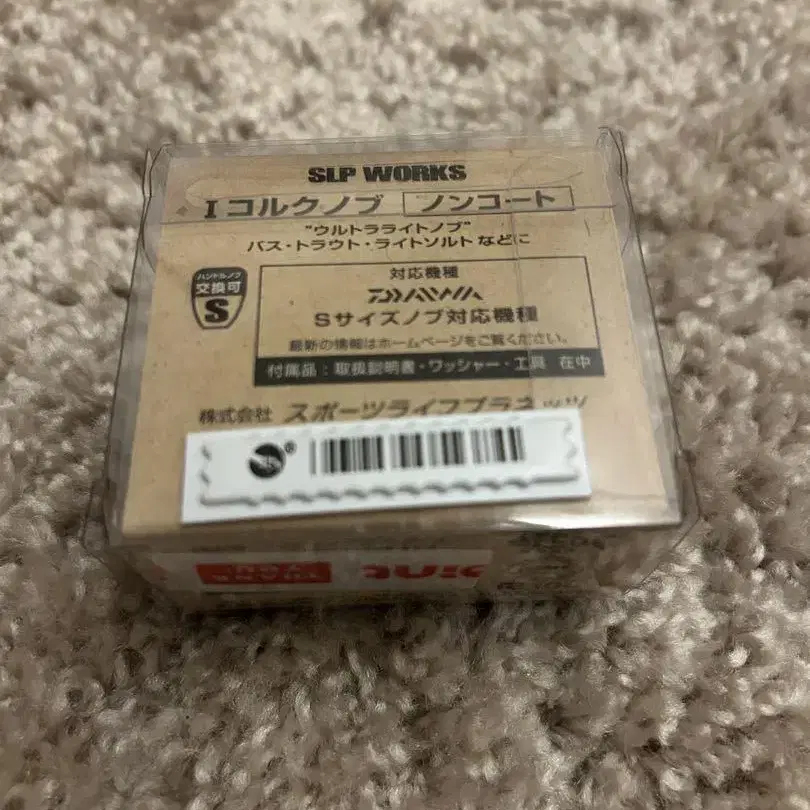 SLP WORKS
I コルクノブ ノンコート
"ウルトラライトノブ"
バス・トラウト・ライトソルト などに
ハンドルノブ
交換可
S
対応機種
DAIWA
Sサイズノブ対応機種
最新の情報はホームページをご覧ください。
付属品:取扱説明書・ワッシャー・工具 在中
株式会社 スポーツライフプラネッツ
®
THANK
YOU